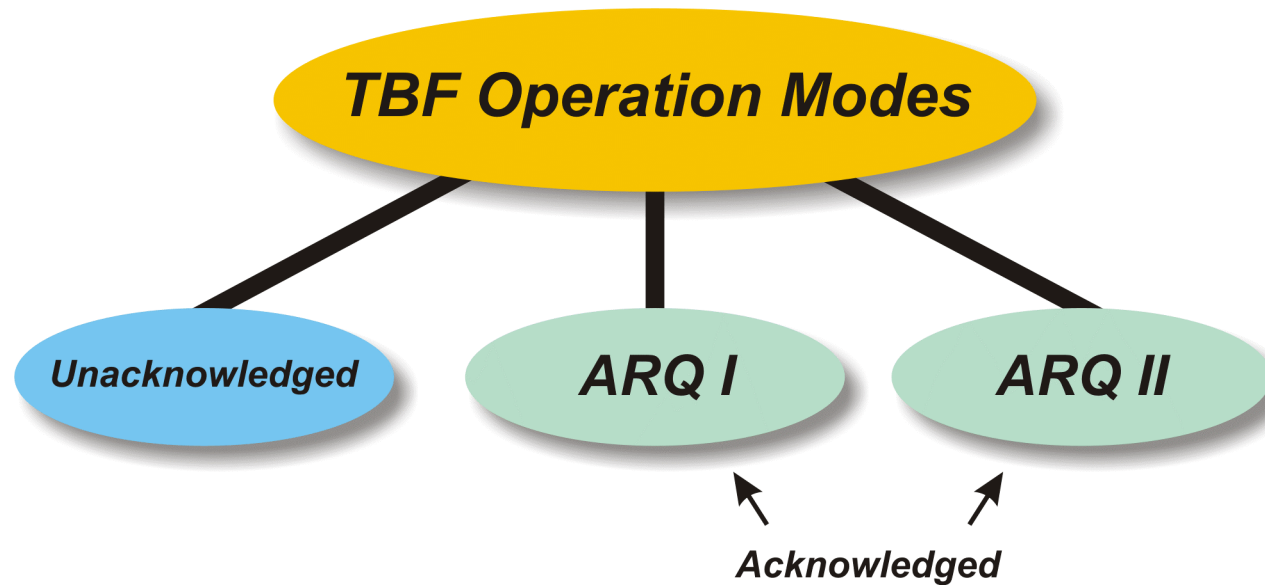 TBF Operation Modes
Unacknowledged
ARQ I
ARQ II
Acknowledged